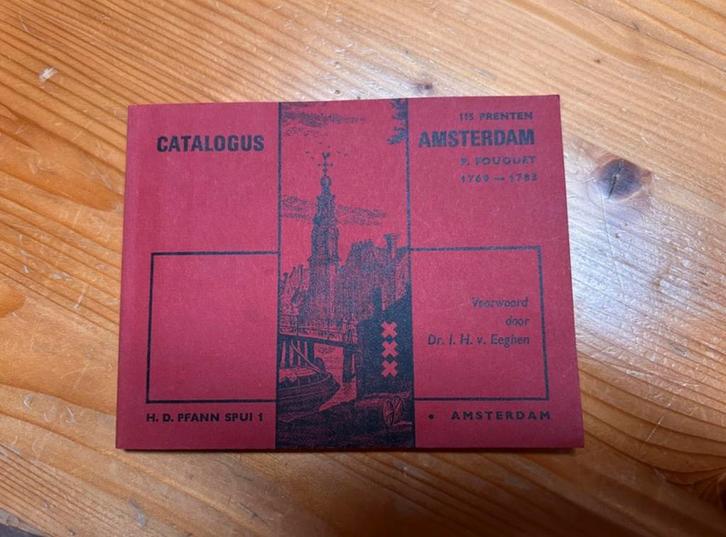 CATALOGUS
115 PRENTEN
AMSTERDAM
P. FOUQUET
1760 — 1783
Voorwoord
door
Dr. I. H. v. Eeghen
H. D. PFANN SPUI 1
• AMSTERDAM